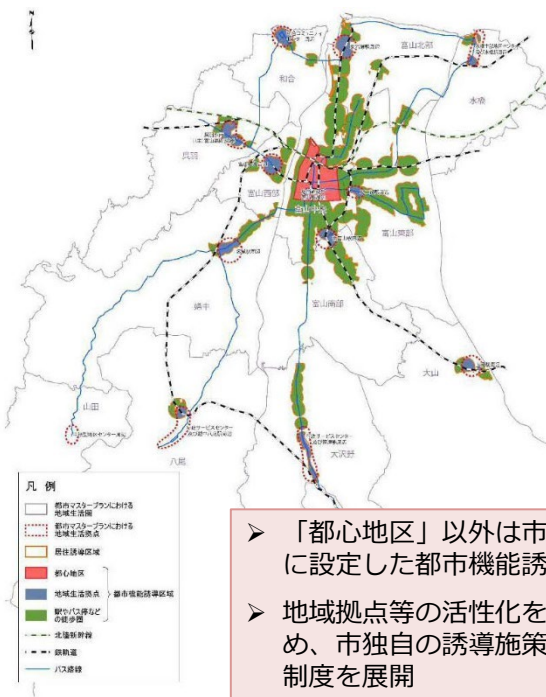 富山北部
和合
水橋
呉羽
富山西部
富山中央
富山東部
婦中
富山南部
大山
山田
八尾
大沢野
凡 例
都市マスタープランにおける
地域生活圏
都市マスタープランにおける
地域生活拠点
居住誘導区域
都心地区
地域生活拠点
都市機能誘導区域
駅やバス停など
の徒歩圏
北陸新幹線
鉄軌道
バス路線
➢ 「都心地区」以外は市
に設定した都市機能誘
➢ 地域拠点等の活性化を
め、市独自の誘導施策
制度を展開